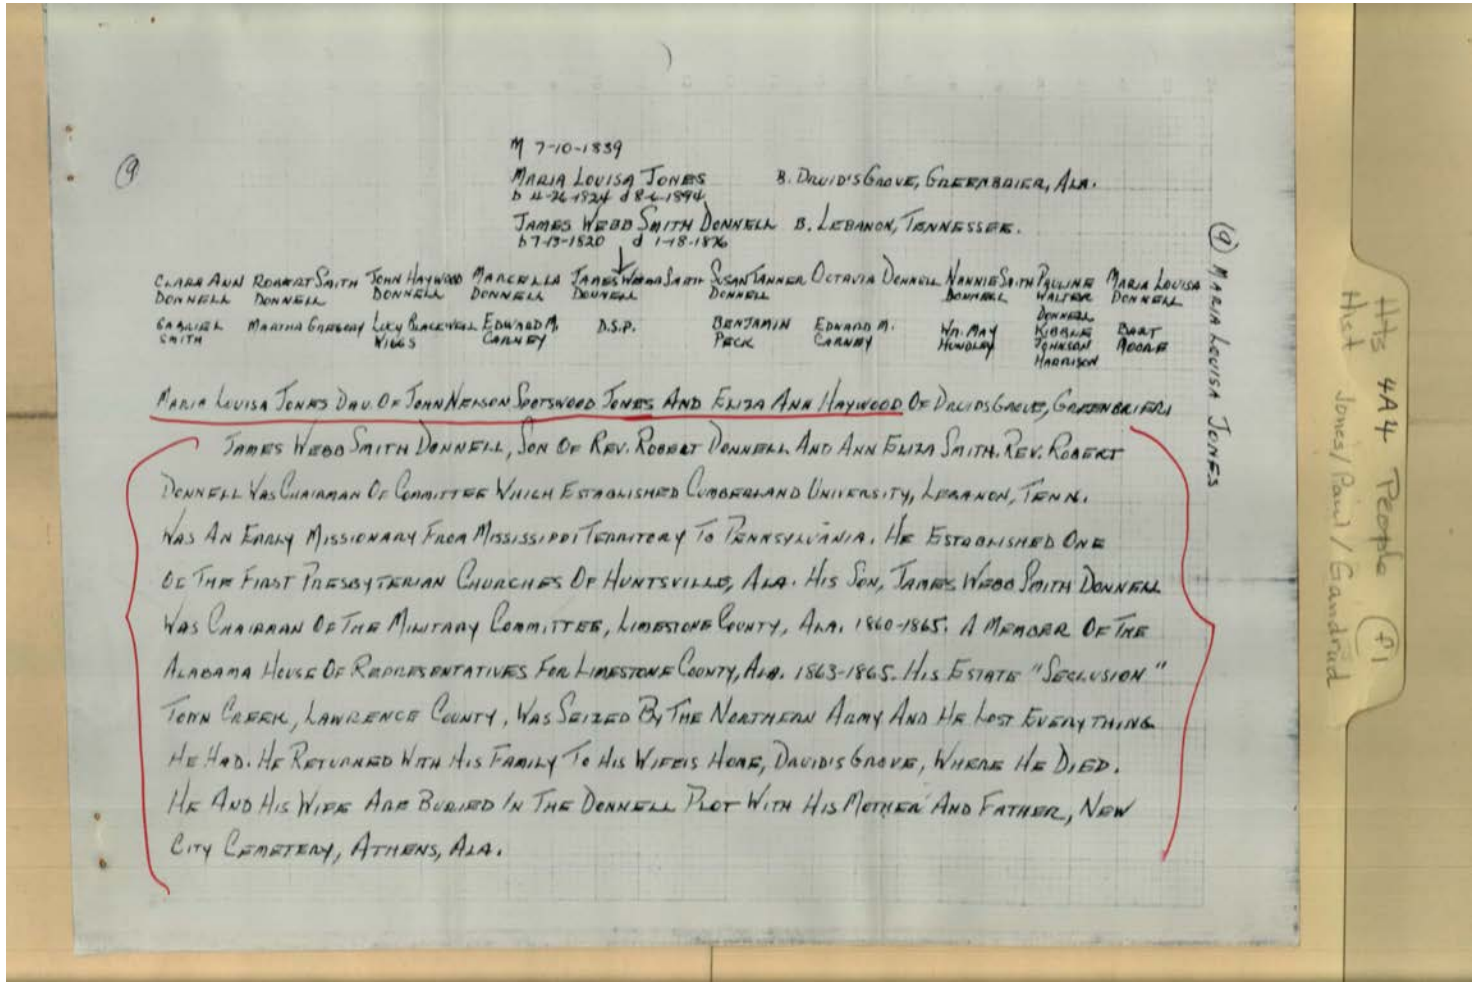 (9)
M 7-10-1839
MARIA LOUISA JONES B. DRUID'S GROVE, GREENBRIER, ALA.
b 4-26-1824 d 8-6-1894
JAMES WEBB SMITH DONNELL B. LEBANON, TENNESSEE.
b 7-13-1820 d 1-18-1876
CLARA ANN ROBERT SMITH JOHN HAYWOOD MARCELLA JAMES WEBB SMITH SUSAN TANNER OCTAVIA DONNELL NANNIE SMITH PAULINE MARIA LOUISA
DONNELL DONNELL DONNELL DONNELL DONNELL DONNELL DONNELL WALTER DONNELL
DONNELL
GABRIEL MARTHA GREGORY LUCY BLACKWELL EDWARD M. D.S.P. BENJAMIN EDWARD M. WM. MAY KIBBLE BART
SMITH WIGGS CARNEY PECK CARNEY HUNDLEY JOHNSON MOORE
HARRISON
MARIA LOUISA JONES DAU. OF JOHN NELSON SPOTSWOOD JONES AND ELIZA ANN HAYWOOD OF DRUIDS GROVE, GREENBRIER,
JAMES WEBB SMITH DONNELL, SON OF REV. ROBERT DONNELL AND ANN ELIZA SMITH. REV. ROBERT
DONNELL WAS CHAIRMAN OF COMMITTEE WHICH ESTABLISHED CUMBERLAND UNIVERSITY, LEBANON, TENN.
WAS AN EARLY MISSIONARY FROM MISSISSIPPI TERRITORY TO PENNSYLVANIA. HE ESTABLISHED ONE
OF THE FIRST PRESBYTERIAN CHURCHES OF HUNTSVILLE, ALA. HIS SON, JAMES WEBB SMITH DONNELL
WAS CHAIRMAN OF THE MILITARY COMMITTEE, LIMESTONE COUNTY, ALA. 1860-1865. A MEMBER OF THE
ALABAMA HOUSE OF REPRESENTATIVES FOR LIMESTONE COUNTY, ALA. 1863-1865. HIS ESTATE "SECLUSION"
TOWN CREEK, LAWRENCE COUNTY, WAS SEIZED BY THE NORTHERN ARMY AND HE LOST EVERYTHING
HE HAD. HE RETURNED WITH HIS FAMILY TO HIS WIFE'S HOME, DRUID'S GROVE, WHERE HE DIED.
HE AND HIS WIFE ARE BURIED IN THE DONNELL PLOT WITH HIS MOTHER AND FATHER, NEW
CITY CEMETERY, ATHENS, ALA.
(9) MARIA LOUISA JONES
Hts 4A4 People (f1
Hist Jones/Paul/Gandrud